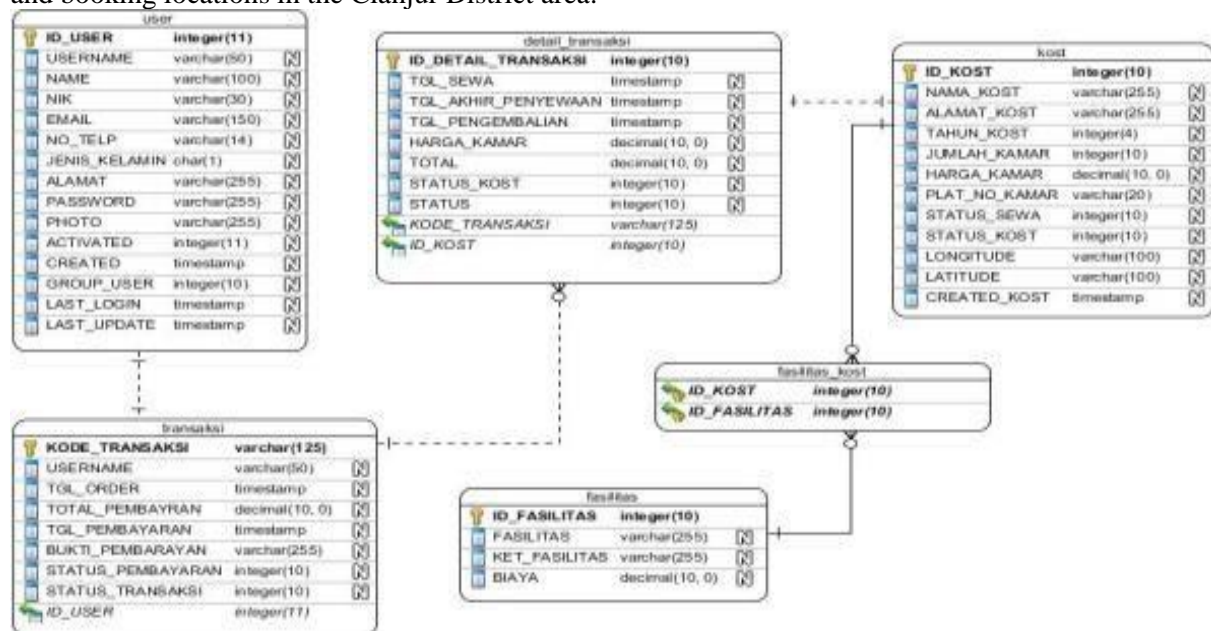 and booking locations in the Cianjur District area.
user
ID_USER integer(11)
USERNAME varchar(50) N
NAME varchar(100) N
NIK varchar(30) N
EMAIL varchar(150) N
NO_TELP varchar(14) N
JENIS_KELAMIN char(1) N
ALAMAT varchar(255) N
PASSWORD varchar(255) N
PHOTO varchar(255) N
ACTIVATED integer(11) N
CREATED timestamp N
GROUP_USER integer(10) N
LAST_LOGIN timestamp N
LAST_UPDATE timestamp N
detail_transaksi
ID_DETAIL_TRANSAKSI integer(10)
TGL_SEWA timestamp N
TGL_AKHIR_PENYEWAAN timestamp N
TGL_PENGEMBALIAN timestamp N
HARGA_KAMAR decimal(10, 0) N
TOTAL decimal(10, 0) N
STATUS_KOST integer(10) N
STATUS integer(10) N
KODE_TRANSAKSI varchar(125)
ID_KOST integer(10)
kost
ID_KOST integer(10)
NAMA_KOST varchar(255) N
ALAMAT_KOST varchar(255) N
TAHUN_KOST integer(4) N
JUMLAH_KAMAR integer(10) N
HARGA_KAMAR decimal(10, 0) N
PLAT_NO_KAMAR varchar(20) N
STATUS_SEWA integer(10) N
STATUS_KOST integer(10) N
LONGITUDE varchar(100) N
LATITUDE varchar(100) N
CREATED_KOST timestamp N
fasilitas_kost
ID_KOST integer(10)
ID_FASILITAS integer(10)
transaksi
KODE_TRANSAKSI varchar(125)
USERNAME varchar(50) N
TGL_ORDER timestamp N
TOTAL_PEMBAYRAN decimal(10, 0) N
TGL_PEMBAYARAN timestamp N
BUKTI_PEMBARAYAN varchar(255) N
STATUS_PEMBAYARAN integer(10) N
STATUS_TRANSAKSI integer(10) N
ID_USER integer(11)
fasilitas
ID_FASILITAS integer(10)
FASILITAS varchar(255) N
KET_FASILITAS varchar(255) N
BIAYA decimal(10, 0) N